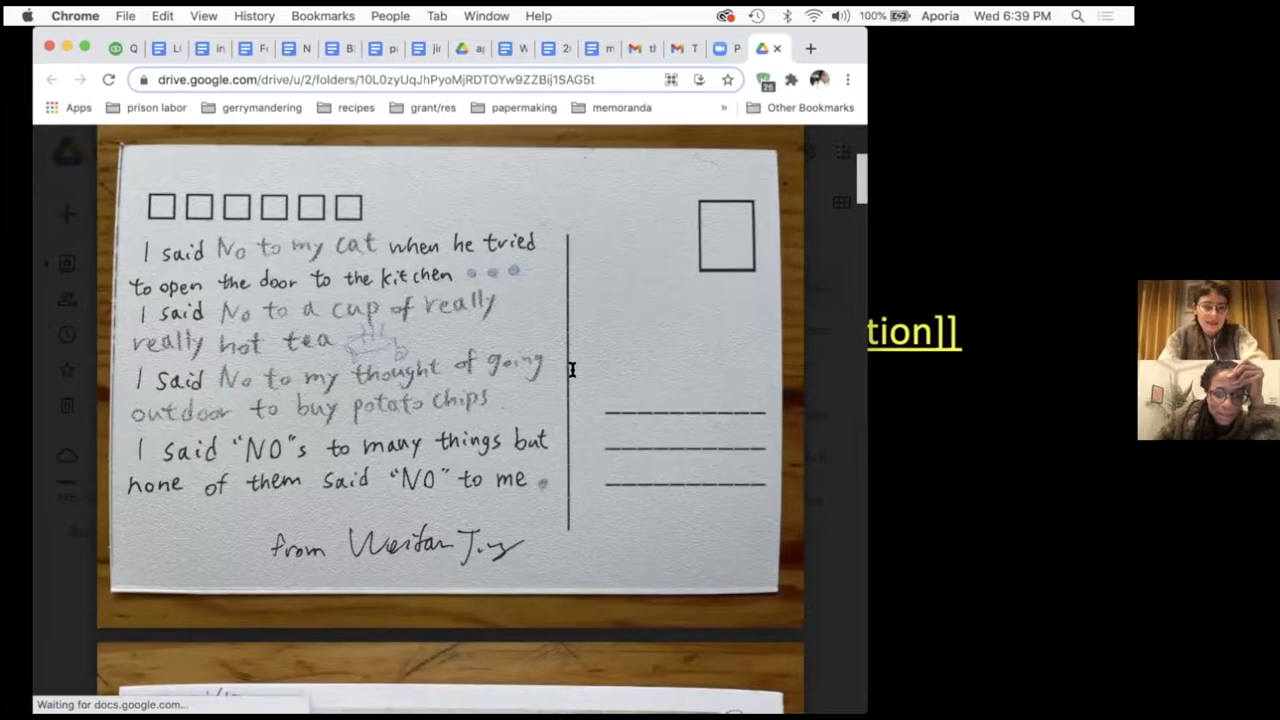 Chrome File Edit View History Bookmarks People Tab Window Help 100% Aporia Wed 6:39 PM
drive.google.com/drive/u/2/folders/10L0zyUqJhPyoMjRDTOYw9ZZBij1SAG5t
25
Apps prison labor gerrymandering recipes grant/res papermaking memoranda » Other Bookmarks
I said No to my cat when he tried
to open the door to the kitchen
I said No to a cup of really
really hot tea
I said No to my thought of going
outdoor to buy potato chips
I said "NO"s to many things but
none of them said "NO" to me
from
tion]]
Waiting for docs.google.com...